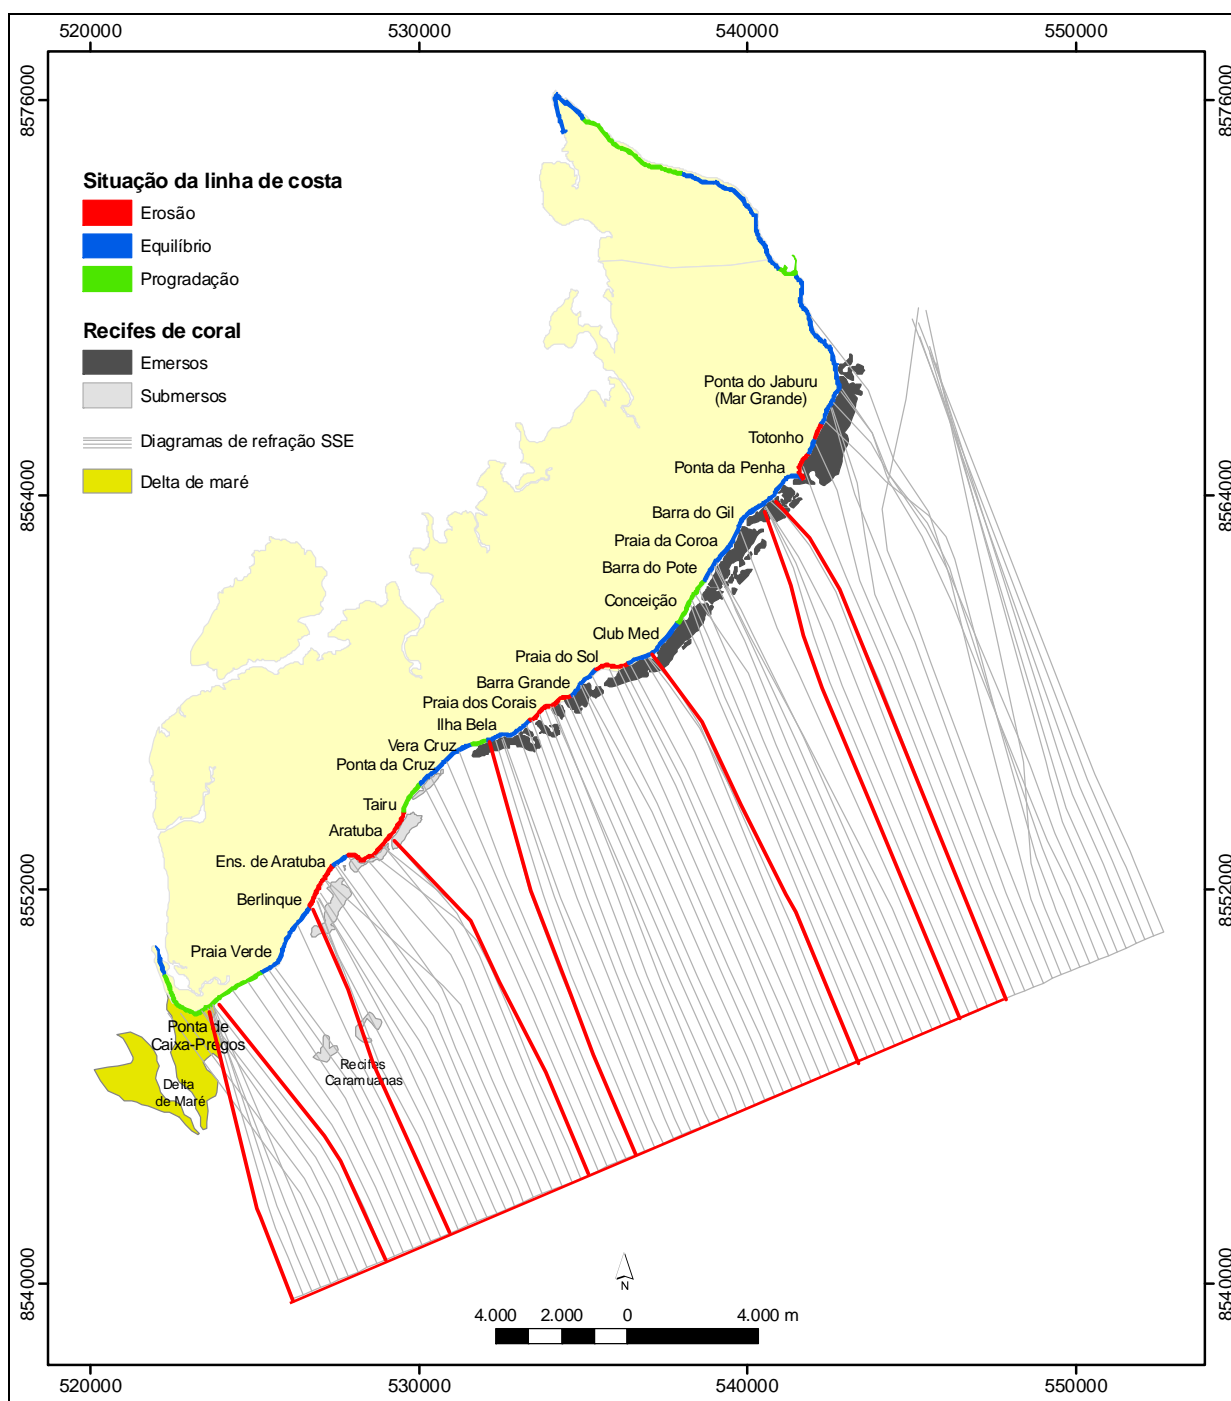 520000
530000
540000
550000
8576000
8576000
Situação da linha de costa
Erosão
Equilíbrio
Progradação
Recifes de coral
Emersos
Submersos
Diagramas de refração SSE
Delta de maré
Ponta do Jaburu
(Mar Grande)
Totonho
Ponta da Penha
8564000
8564000
Barra do Gil
Praia da Coroa
Barra do Pote
Conceição
Club Med
Praia do Sol
Barra Grande
Praia dos Corais
Ilha Bela
Vera Cruz
Ponta da Cruz
Tairu
Aratuba
Ens. de Aratuba
8552000
8552000
Berlinque
Praia Verde
Ponta de
Caixa-Pregos
Recifes
Caramuanas
Delta
de Maré
8540000
8540000
N
4.000 2.000 0 4.000 m
520000
530000
540000
550000